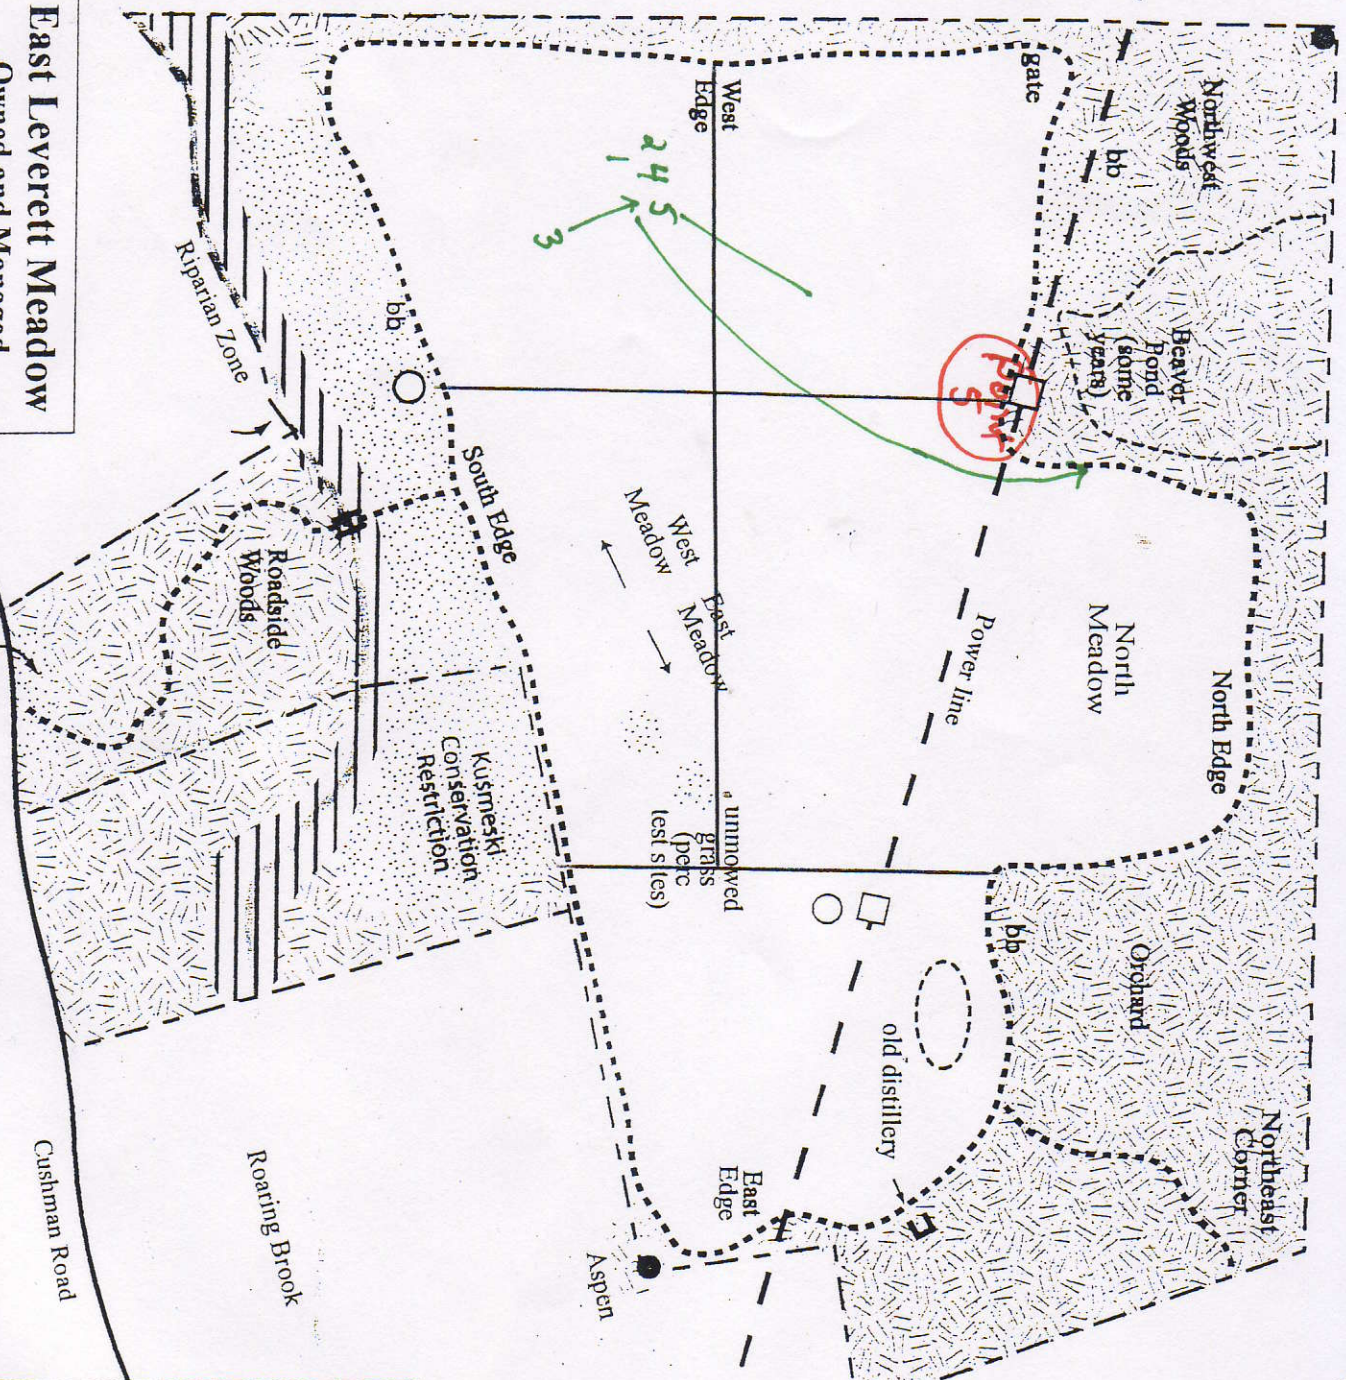 East Leverett Meadow
Northwest
Woods
bb
gate
Beaver
Pond
(some
years)
West
Edge
2 4 5
1
3
point
5
bb
Riparian Zone
South Edge
West
Meadow
East
Meadow
Power line
North
Meadow
North Edge
Roadside
Woods
Kusmeski
Conservation
Restriction
unmowed
grass
(perc
test sites)
bb
Orchard
old distillery
Northeast
Corner
East
Edge
Aspen
Roaring Brook
Cushman Road